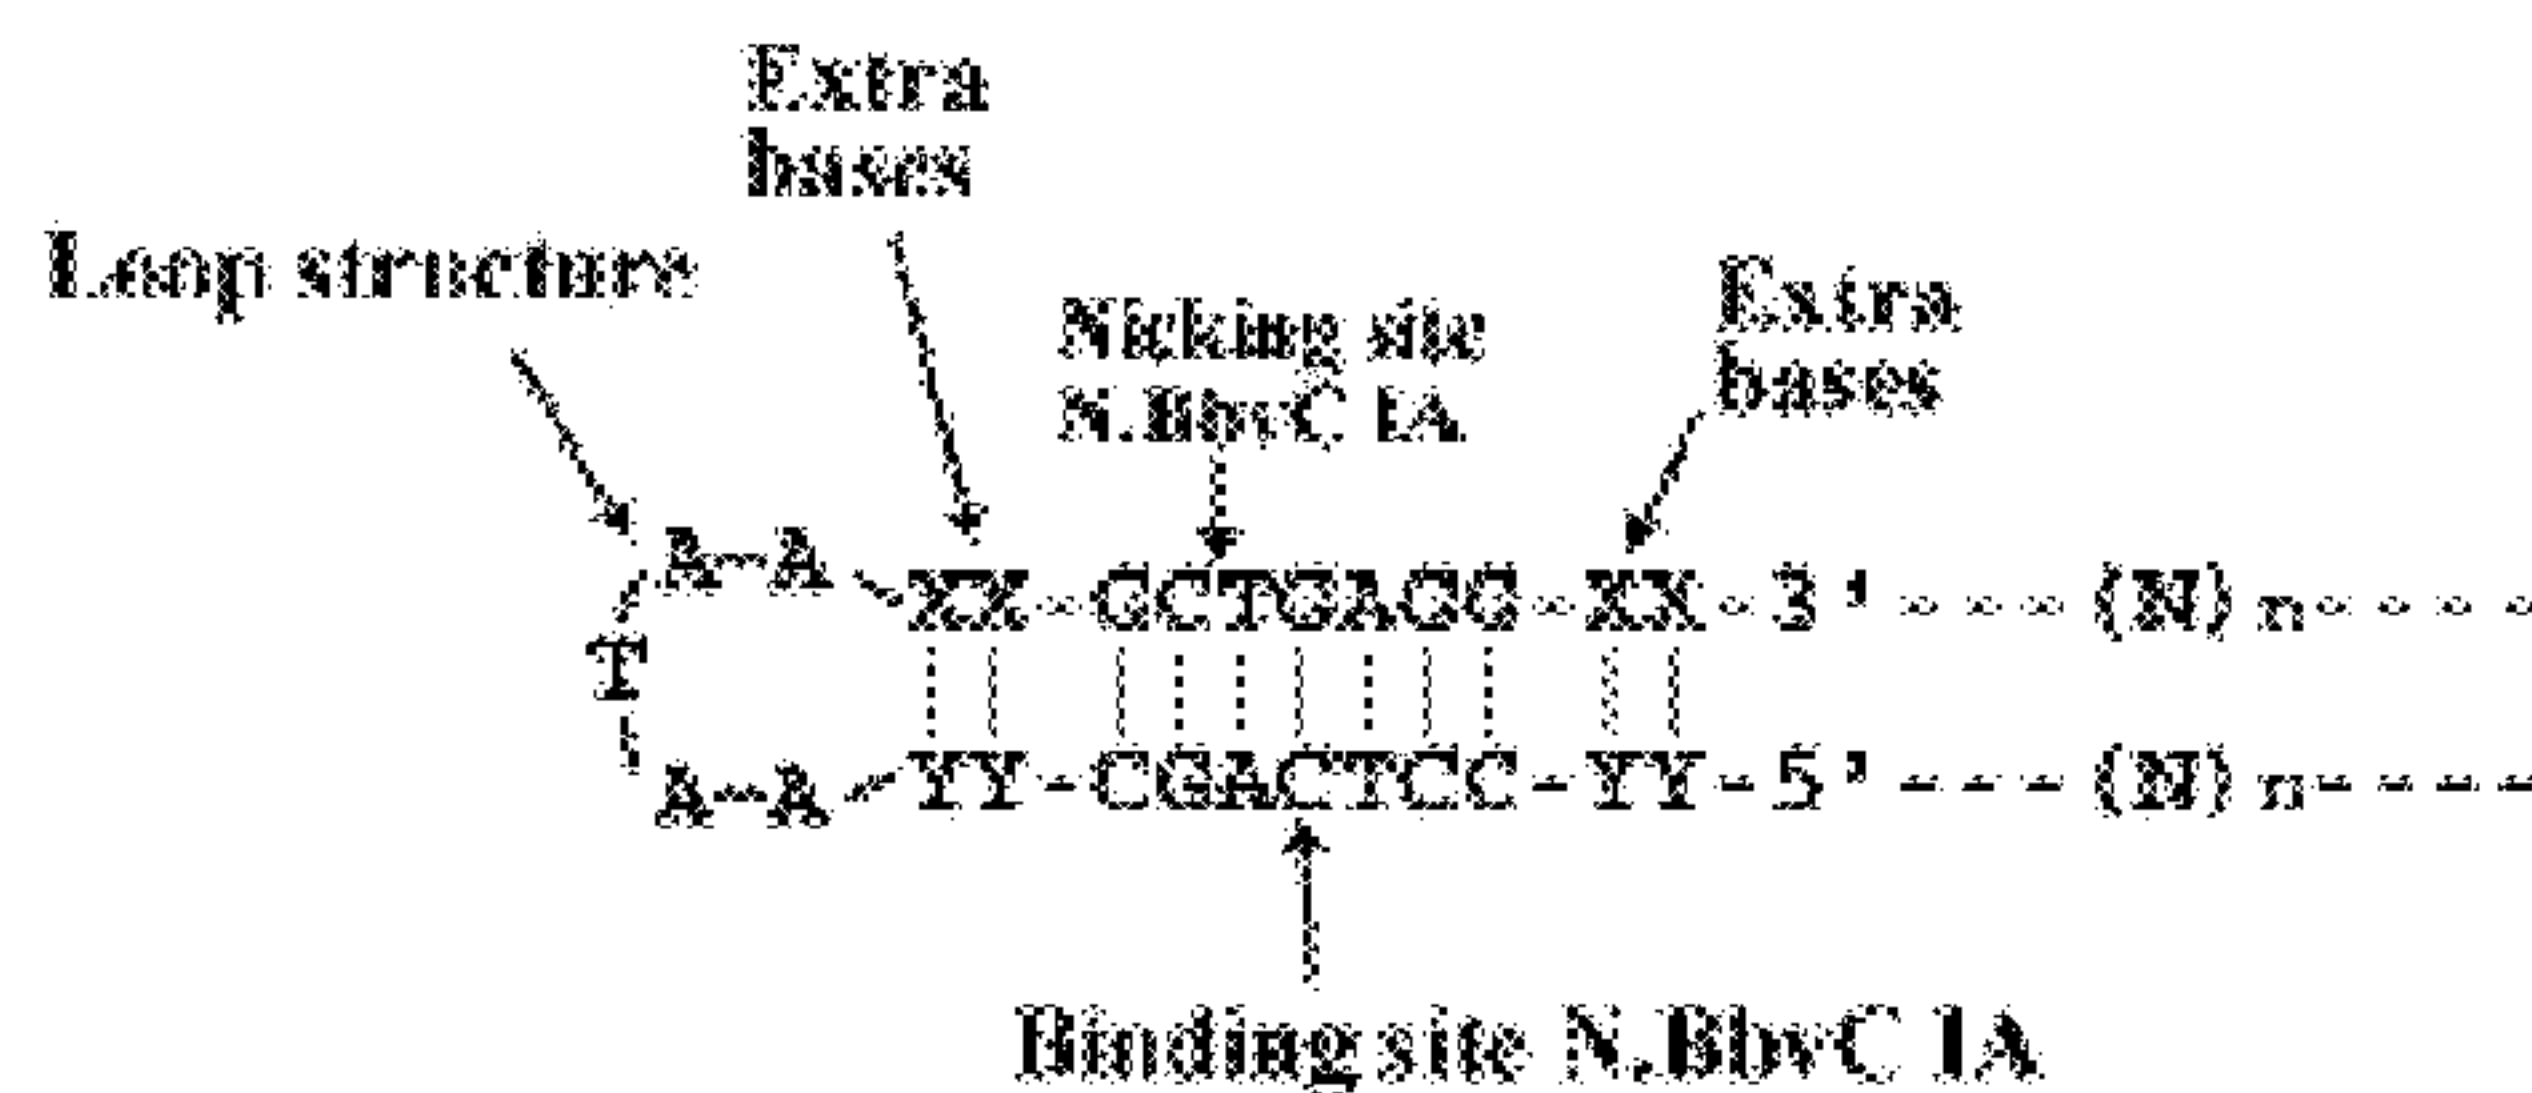 Extra
bases
Loop structure
Nicking site
N.BbvC IA
Extra
bases
A--A
XX-GCTGAGG-XX-3'---(N)n----
T
A--A
YY-CGACTCC-YY-5'---(N)n----
Binding site N.BbvC IA